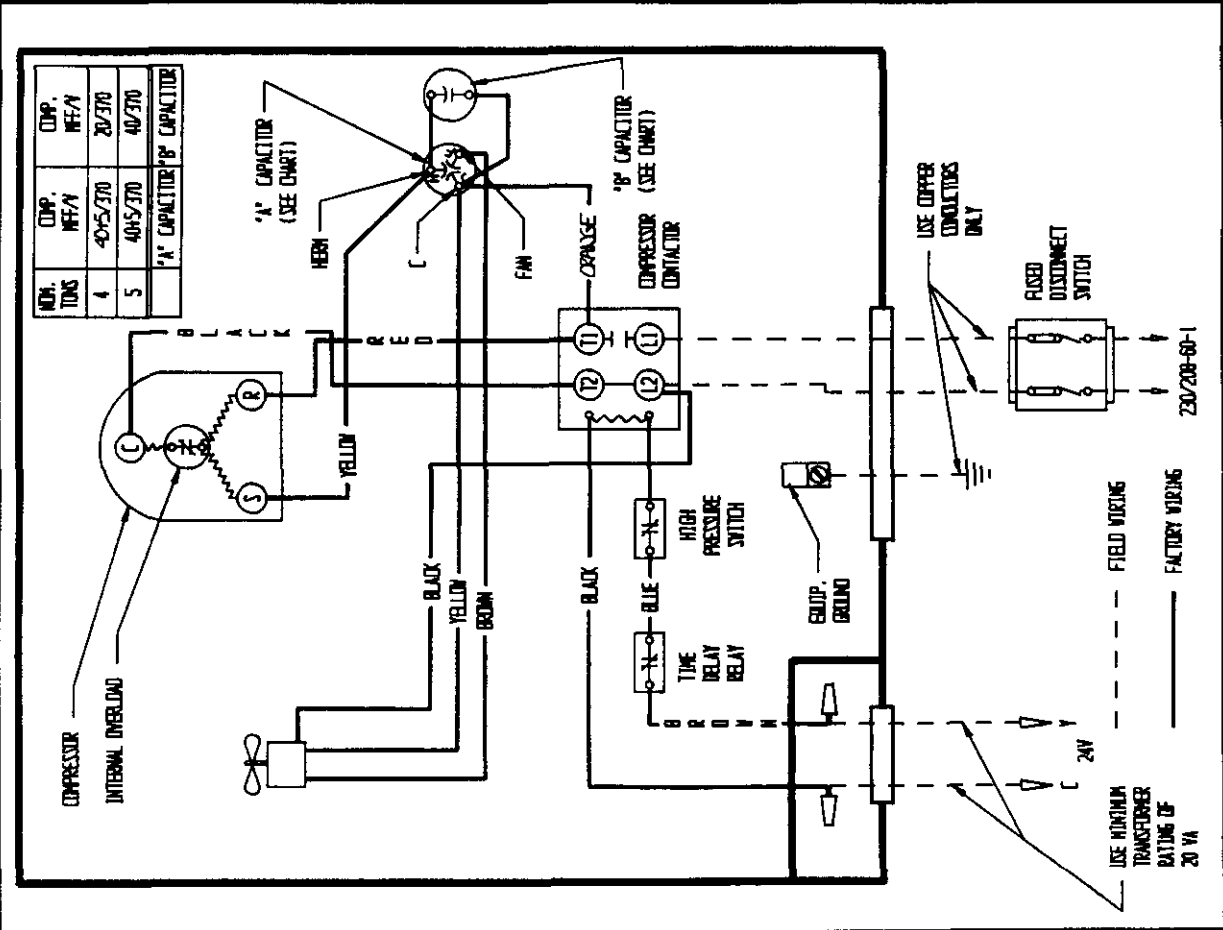 NOM. TONS
COMP. MFF/V
COMP. MFF/V
4
40+5/370
20/370
5
40+5/370
40/370
"A" CAPACITOR
"B" CAPACITOR
COMPRESSOR
INTERNAL OVERLOAD
C
S
R
BLACK
RED
YELLOW
HERM
"A" CAPACITOR
(SEE CHART)
C
FAN
H
"B" CAPACITOR
(SEE CHART)
ORANGE
COMPRESSOR
CONTACTOR
T1
L1
T2
L2
BLACK
YELLOW
BROWN
BLACK
BLUE
HIGH
PRESSURE
SWITCH
TIME
DELAY
RELAY
BROWN
EQUIP.
GROUND
USE COPPER
CONDUCTORS
ONLY
FUSED
DISCONNECT
SWITCH
230/208-60-1
Y
24V
C
FIELD WIRING
FACTORY WIRING
USE MINIMUM
TRANSFORMER
RATING OF
20 VA